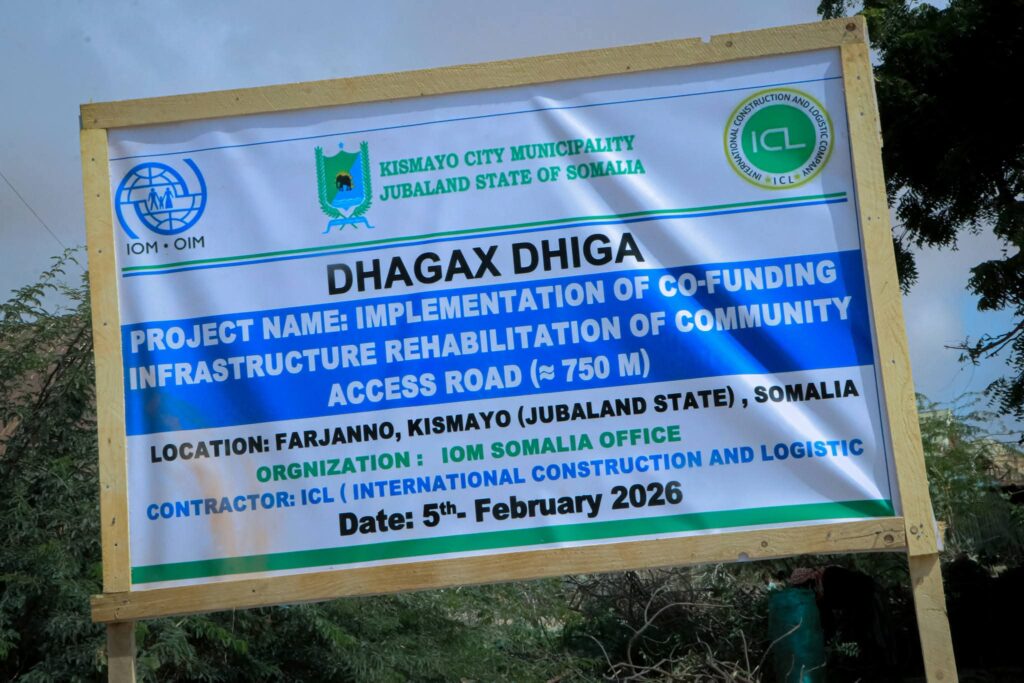 IOM • OIM
KISMAYO CITY MUNICIPALITY
JUBALAND STATE OF SOMALIA
INTERNATIONAL CONSTRUCTION AND LOGISTIC COMPANY
ICL
• ICL •
DHAGAX DHIGA
PROJECT NAME: IMPLEMENTATION OF CO-FUNDING
INFRASTRUCTURE REHABILITATION OF COMMUNITY
ACCESS ROAD (≈ 750 M)
LOCATION: FARJANNO, KISMAYO (JUBALAND STATE) , SOMALIA
ORGNIZATION : IOM SOMALIA OFFICE
CONTRACTOR: ICL ( INTERNATIONAL CONSTRUCTION AND LOGISTIC
Date: 5th- February 2026